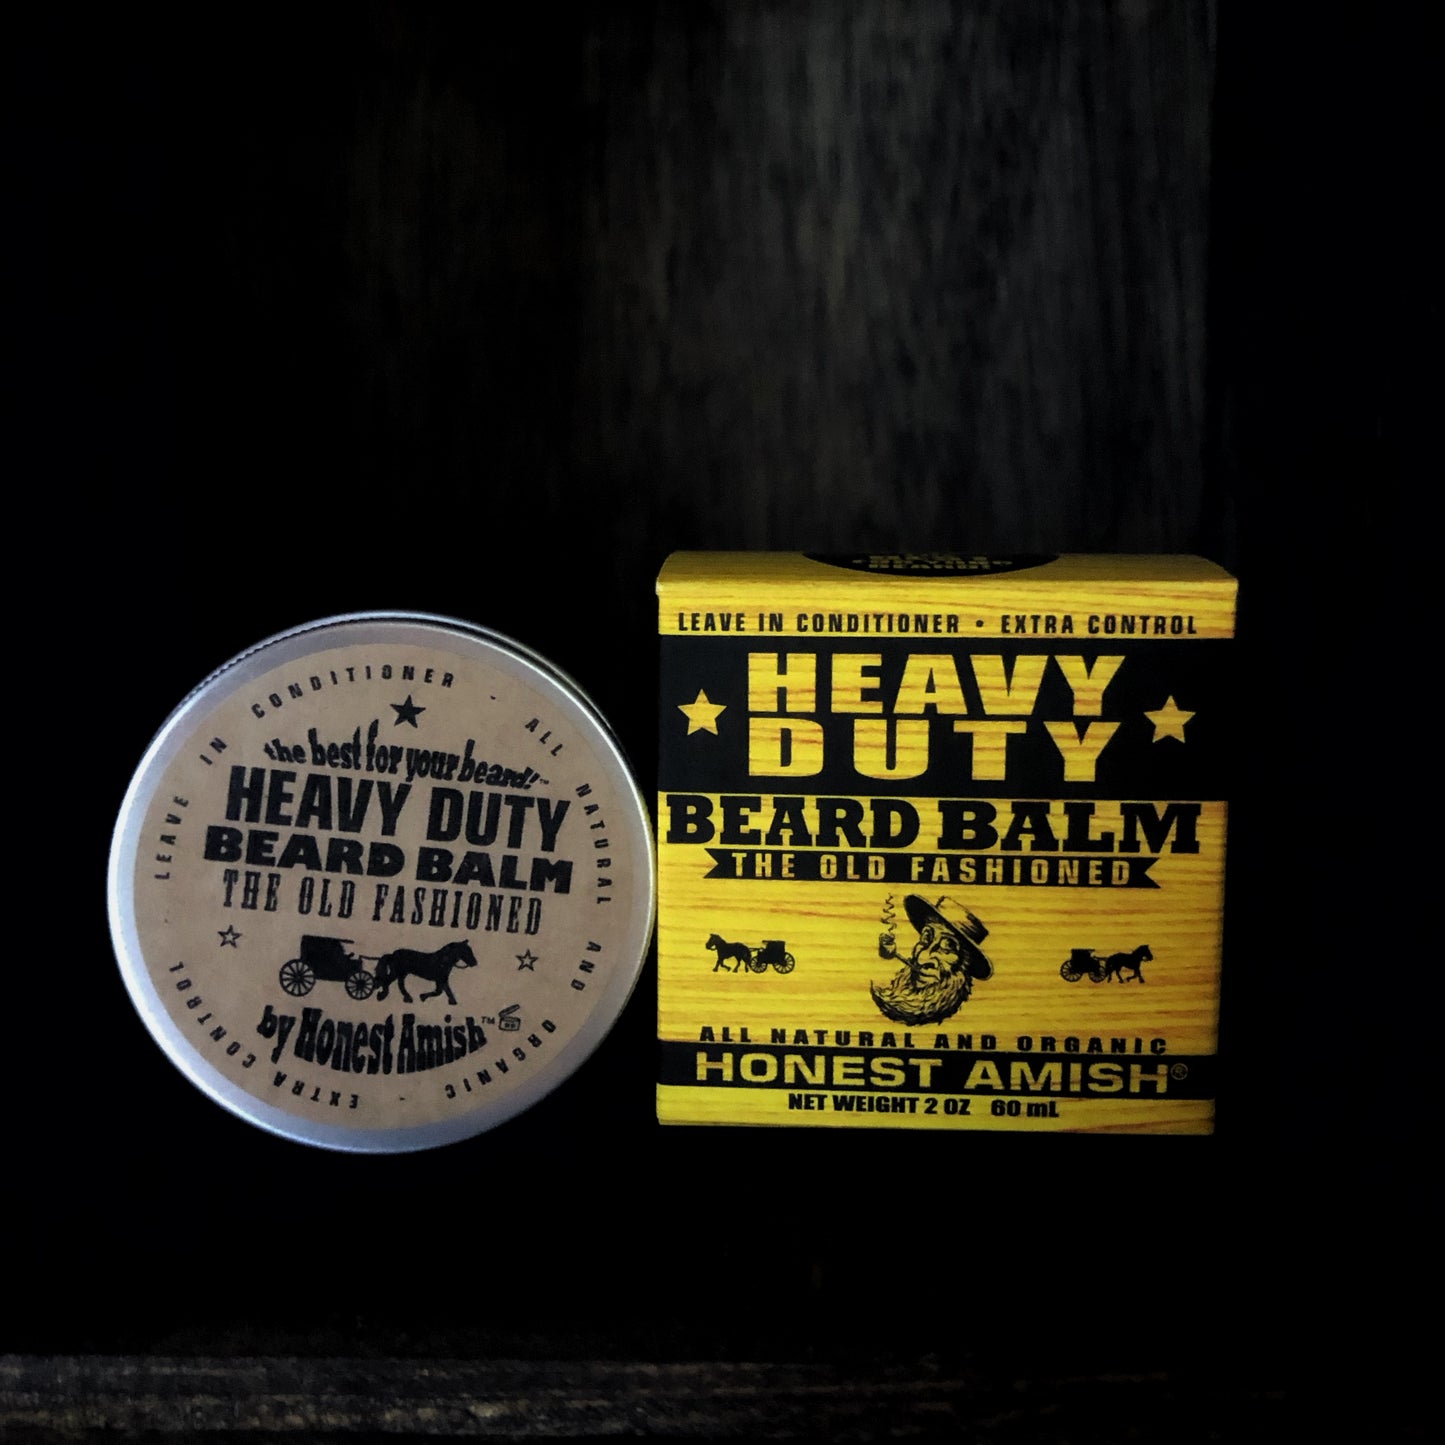 LEAVE IN CONDITIONER - ALL NATURAL AND ORGANIC - EXTRA CONTROL -
the best for your beard!™
HEAVY DUTY
BEARD BALM
THE OLD FASHIONED
by Honest Amish™
LEAVE IN CONDITIONER • EXTRA CONTROL
HEAVY
DUTY
BEARD BALM
THE OLD FASHIONED
ALL NATURAL AND ORGANIC
HONEST AMISH®
NET WEIGHT 2 OZ 60 mL